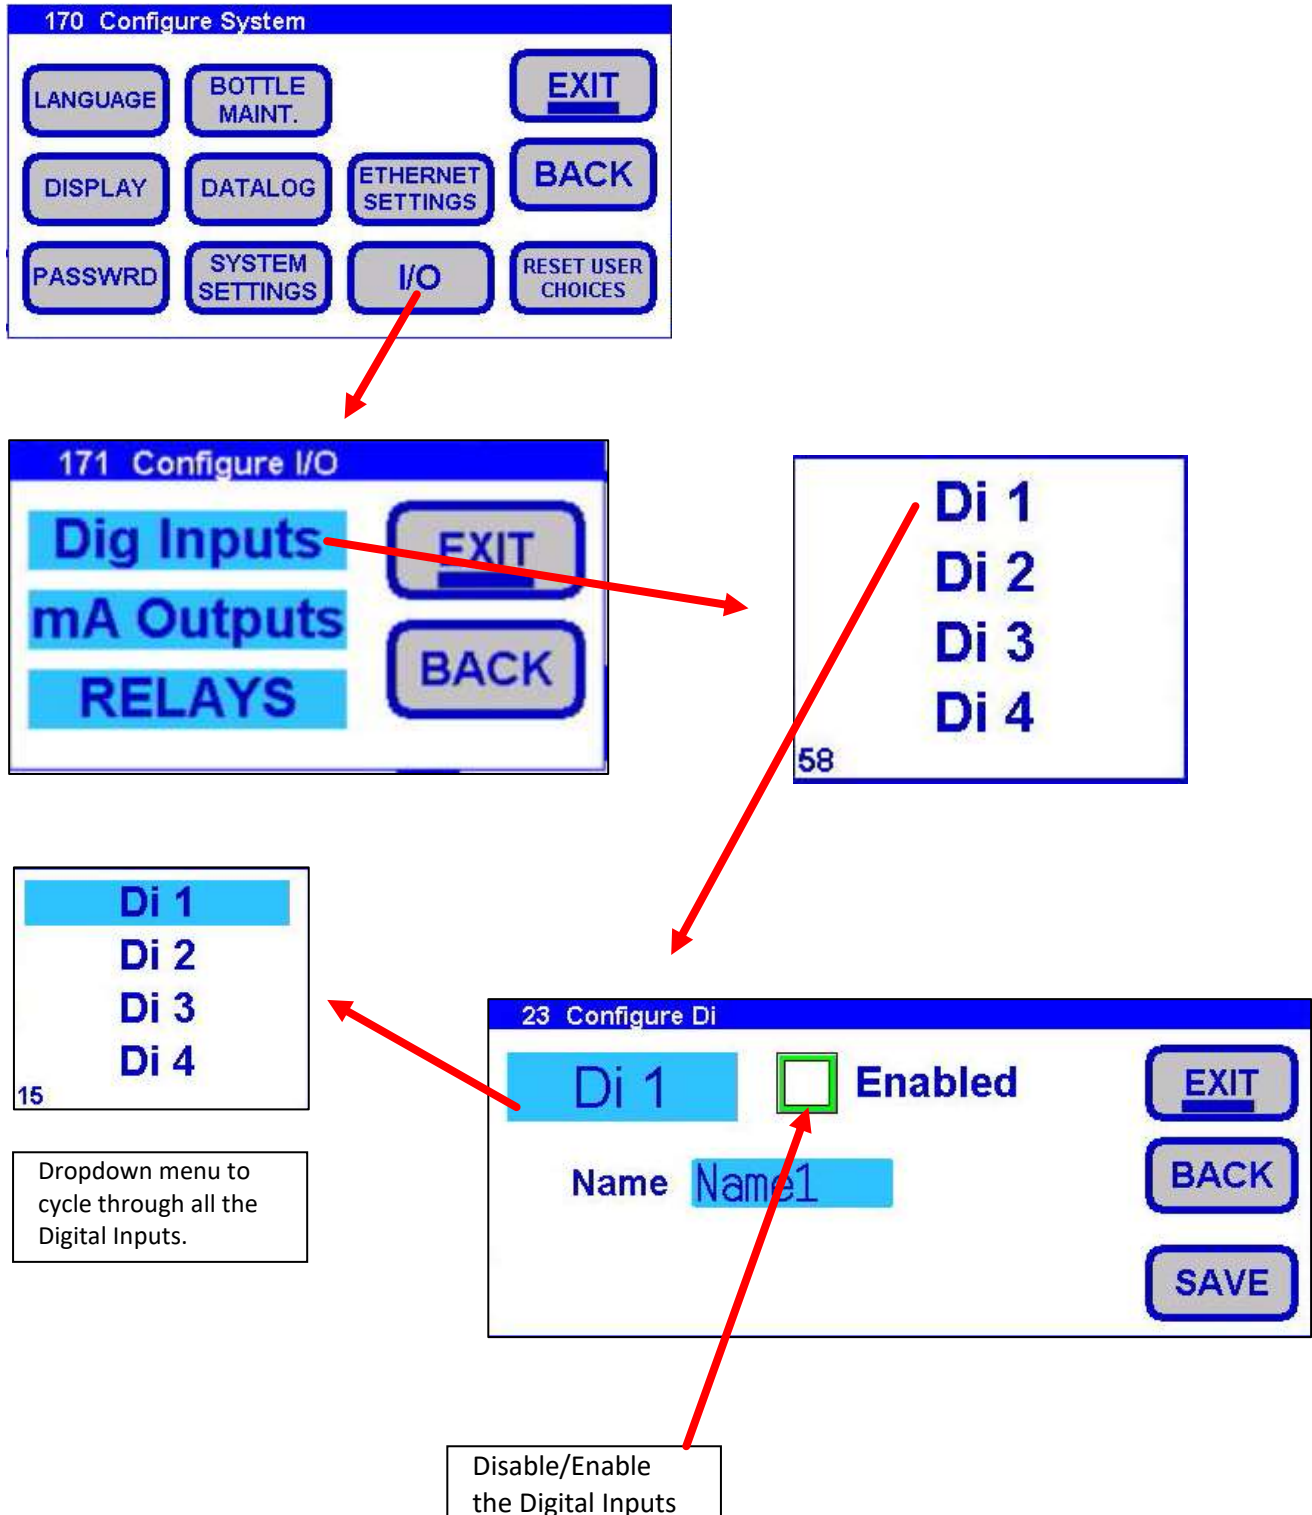 170 Configure System
LANGUAGE
BOTTLE
MAINT.
EXIT
DISPLAY
DATALOG
ETHERNET
SETTINGS
BACK
PASSWRD
SYSTEM
SETTINGS
I/O
RESET USER
CHOICES
171 Configure I/O
Dig Inputs
EXIT
mA Outputs
BACK
RELAYS
Di 1
Di 2
Di 3
Di 4
58
Di 1
Di 2
Di 3
Di 4
15
Dropdown menu to
cycle through all the
Digital Inputs.
23 Configure Di
Di 1
Enabled
EXIT
Name
Name1
BACK
SAVE
Disable/Enable
the Digital Inputs